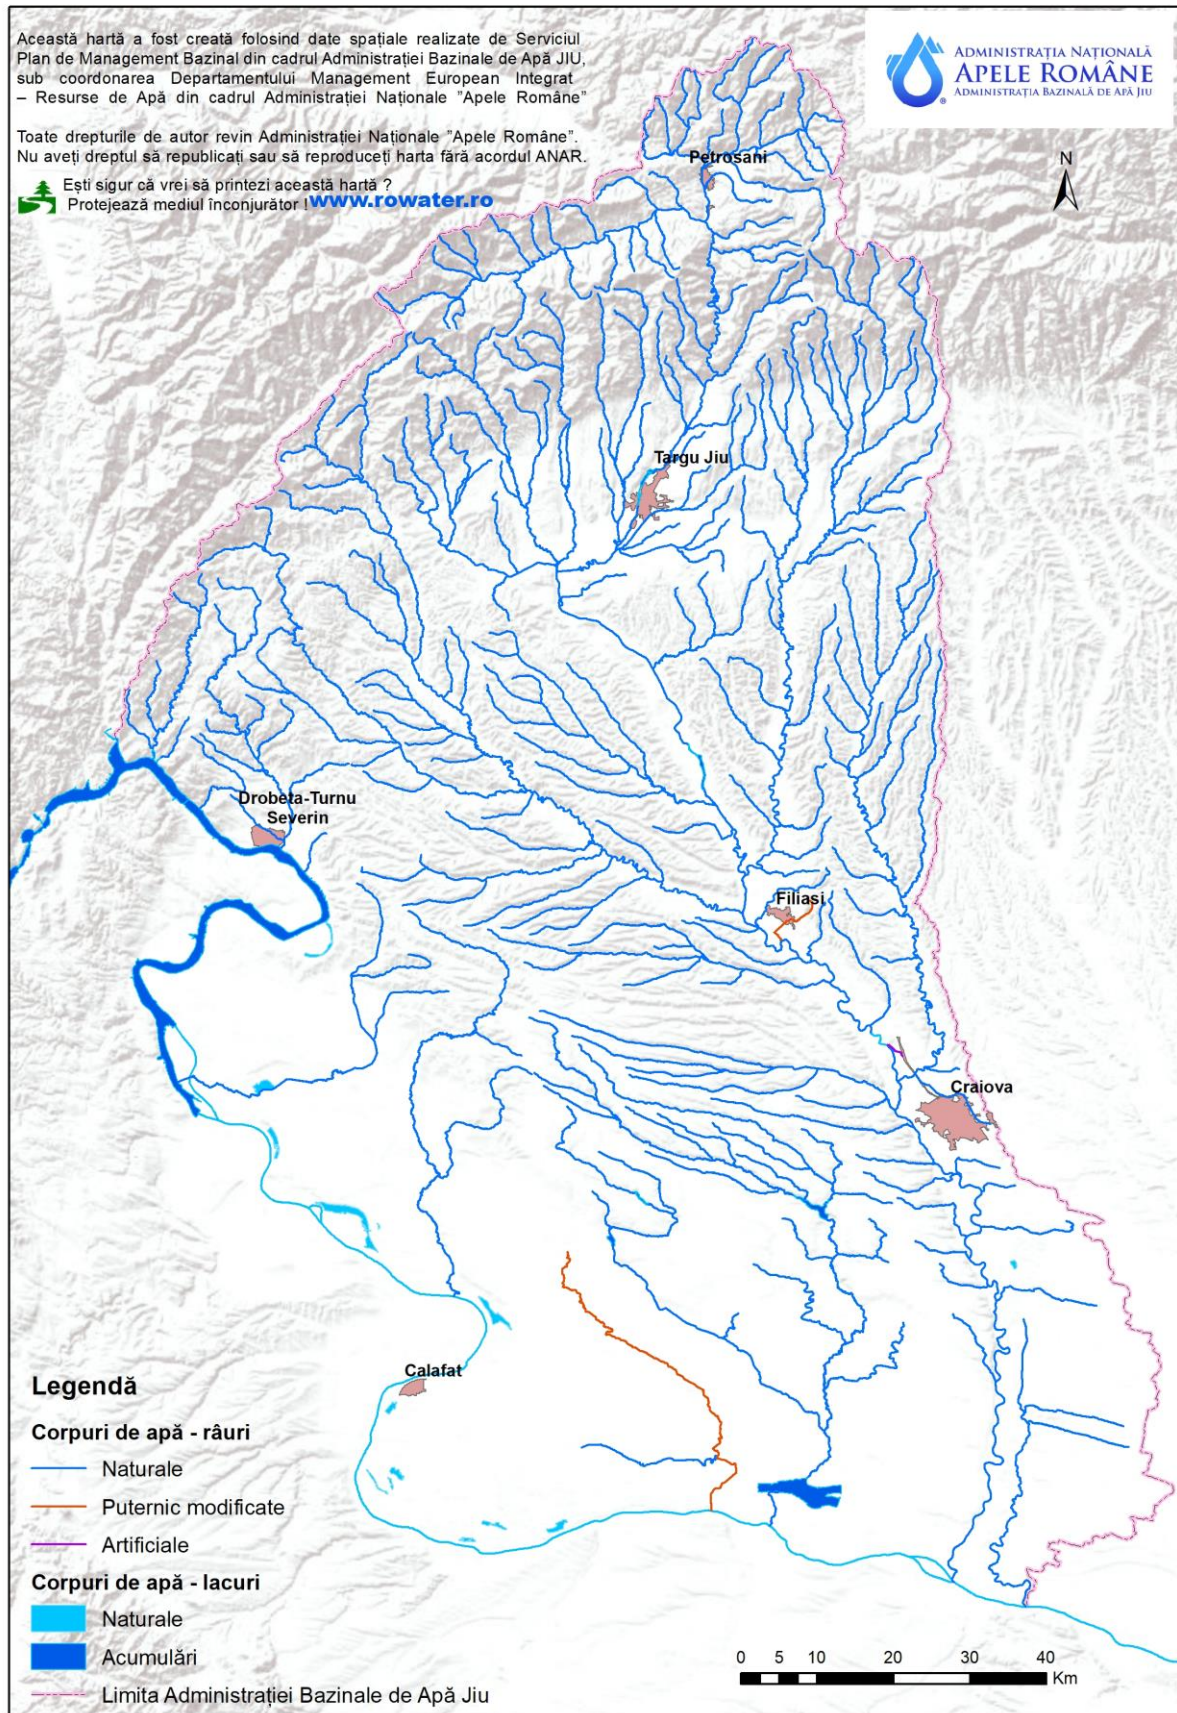 Această hartă a fost creată folosind date spațiale realizate de Serviciul
Plan de Management Bazinal din cadrul Administrației Bazinale de Apă JIU,
sub coordonarea Departamentului Management European Integrat
– Resurse de Apă din cadrul Administrației Naționale "Apele Române"
Toate drepturile de autor revin Administrației Naționale "Apele Române".
Nu aveți dreptul să republicați sau să reproduceți harta fără acordul ANAR.
Ești sigur că vrei să printezi această hartă ?
Protejează mediul înconjurător ! www.rowater.ro
ADMINISTRAȚIA NAȚIONALĂ
APELE ROMÂNE
ADMINISTRAȚIA BAZINALĂ DE APĂ JIU
N
Petrosani
Targu Jiu
Drobeta-Turnu
Severin
Filiasi
Craiova
Calafat
Legendă
Corpuri de apă - râuri
Naturale
Puternic modificate
Artificiale
Corpuri de apă - lacuri
Naturale
Acumulări
Limita Administrației Bazinale de Apă Jiu
0 5 10 20 30 40
Km